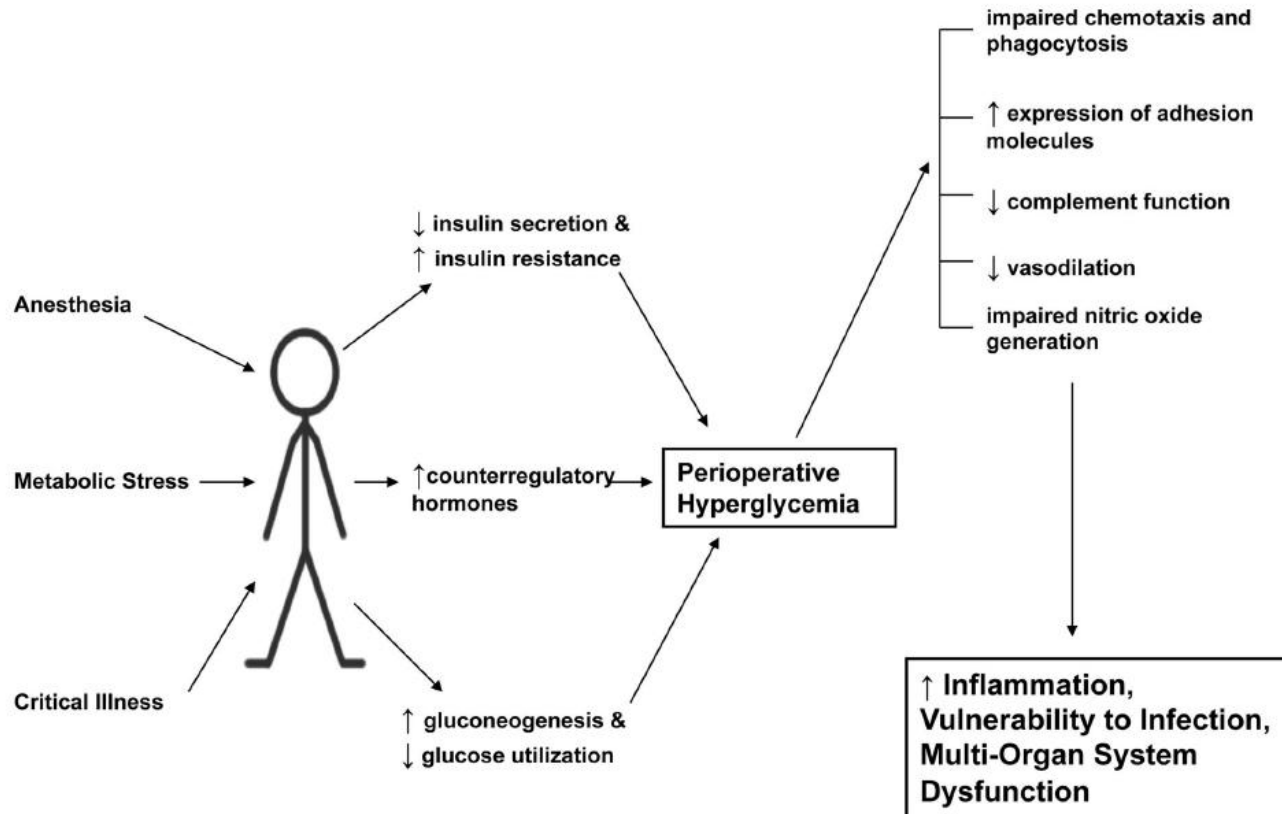 Anesthesia
Metabolic Stress
Critical Illness
↓ insulin secretion &
↑ insulin resistance
↑counterregulatory
hormones
↑ gluconeogenesis &
↓ glucose utilization
Perioperative
Hyperglycemia
impaired chemotaxis and
phagocytosis
↑ expression of adhesion
molecules
↓ complement function
↓ vasodilation
impaired nitric oxide
generation
↑ Inflammation,
Vulnerability to Infection,
Multi-Organ System
Dysfunction